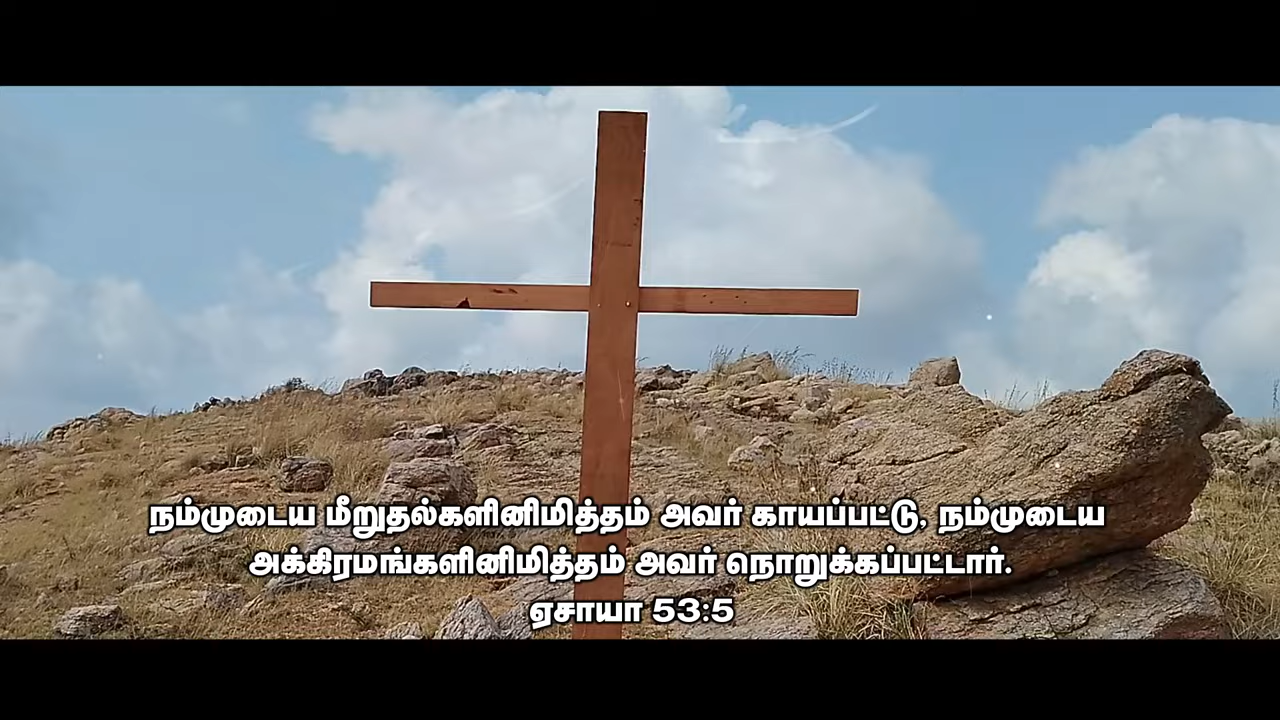 நம்முடைய மீறுதல்களினிமித்தம் அவர் காயப்பட்டு, நம்முடைய
அக்கிரமங்களினிமித்தம் அவர் நொறுக்கப்பட்டார்.
ஏசாயா 53:5